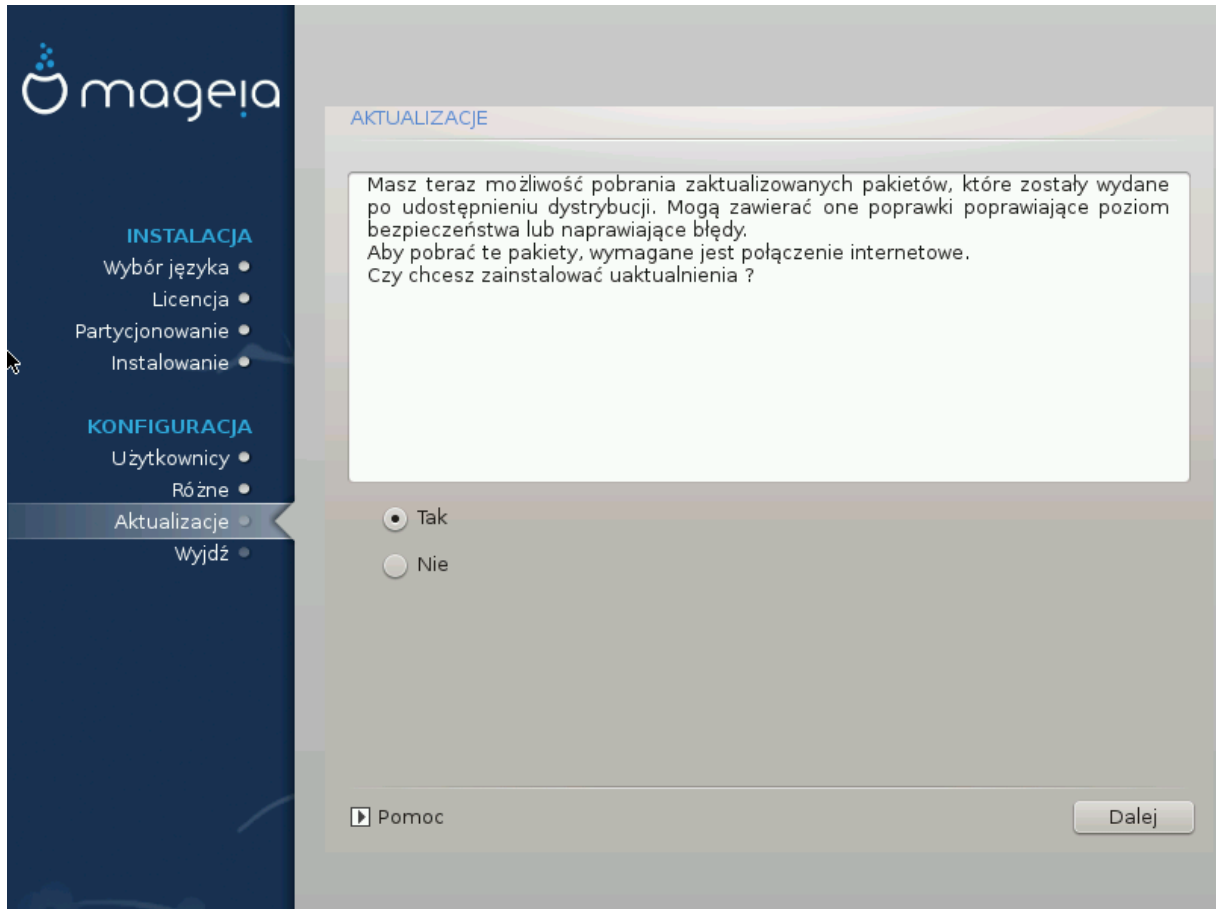 mageia
INSTALACJA
Wybór języka
Licencja
Partycjonowanie
Instalowanie
KONFIGURACJA
Użytkownicy
Różne
Aktualizacje
Wyjdź
AKTUALIZACJE
Masz teraz możliwość pobrania zaktualizowanych pakietów, które zostały wydane
po udostępnieniu dystrybucji. Mogą zawierać one poprawki poprawiające poziom
bezpieczeństwa lub naprawiające błędy.
Aby pobrać te pakiety, wymagane jest połączenie internetowe.
Czy chcesz zainstalować uaktualnienia ?
Tak
Nie
Pomoc
Dalej